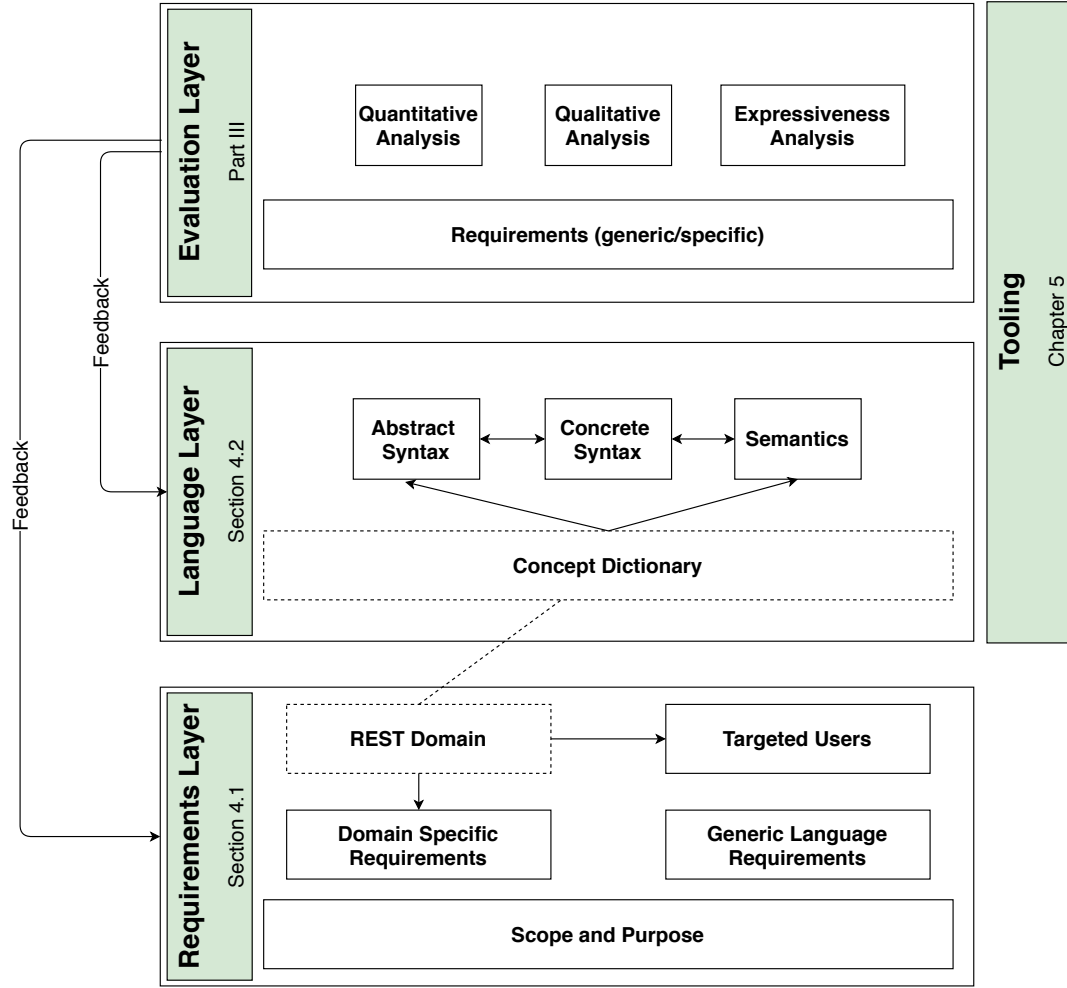 Evaluation Layer
Part III
Quantitative
Analysis
Qualitative
Analysis
Expressiveness
Analysis
Requirements (generic/specific)
Tooling
Chapter 5
Feedback
Feedback
Language Layer
Section 4.2
Abstract
Syntax
Concrete
Syntax
Semantics
Concept Dictionary
Requirements Layer
Section 4.1
REST Domain
Targeted Users
Domain Specific
Requirements
Generic Language
Requirements
Scope and Purpose